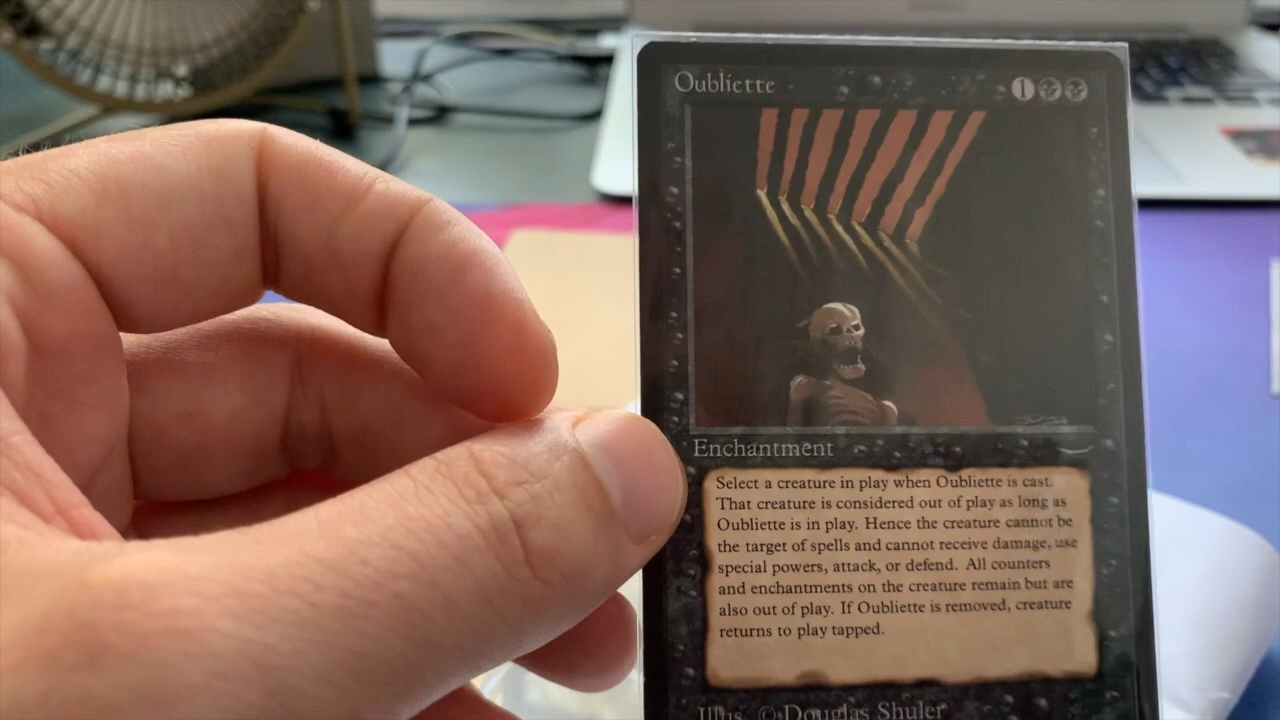 Oubliette 1
Enchantment
Select a creature in play when Oubliette is cast.
That creature is considered out of play as long as
Oubliette is in play. Hence the creature cannot be
the target of spells and cannot receive damage, use
special powers, attack, or defend. All counters
and enchantments on the creature remain but are
also out of play. If Oubliette is removed, creature
returns to play tapped.
Illus. © Douglas Shuler